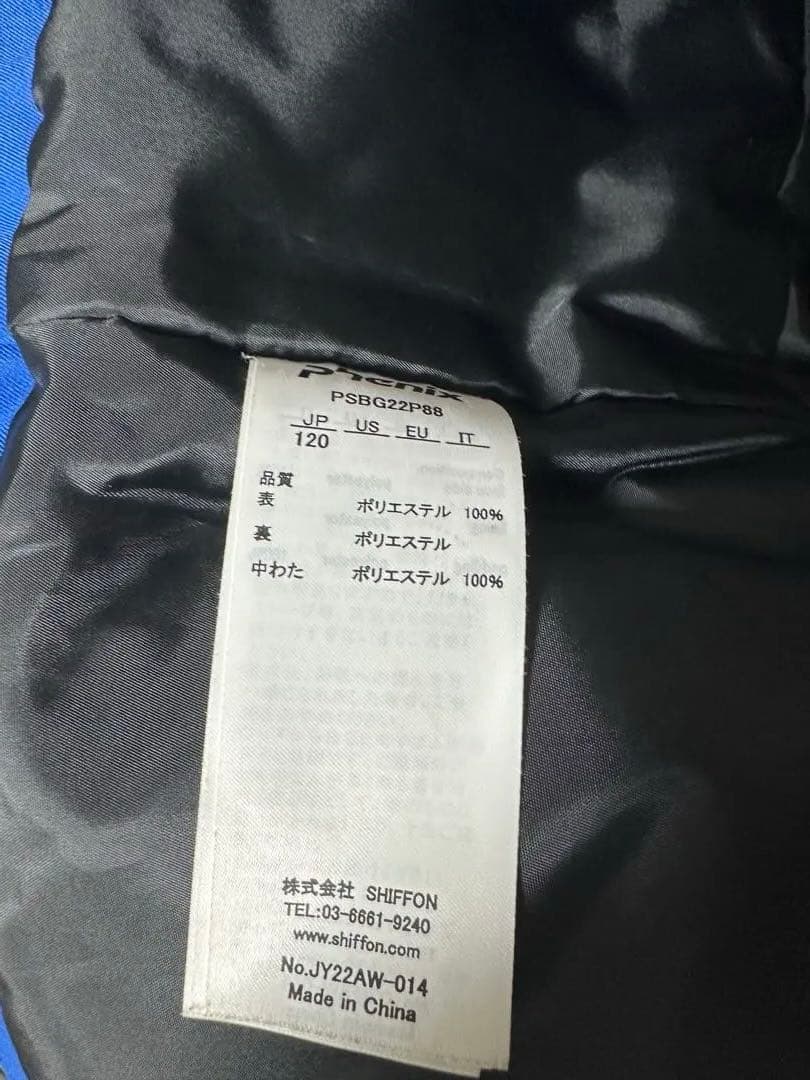 Phenix
PSBG22P88
JP US EU IT
120
品質
表 ポリエステル 100%
裏 ポリエステル
中わた ポリエステル 100%
株式会社 SHIFFON
TEL:03-6661-9240
www.shiffon.com
No.JY22AW-014
Made in China